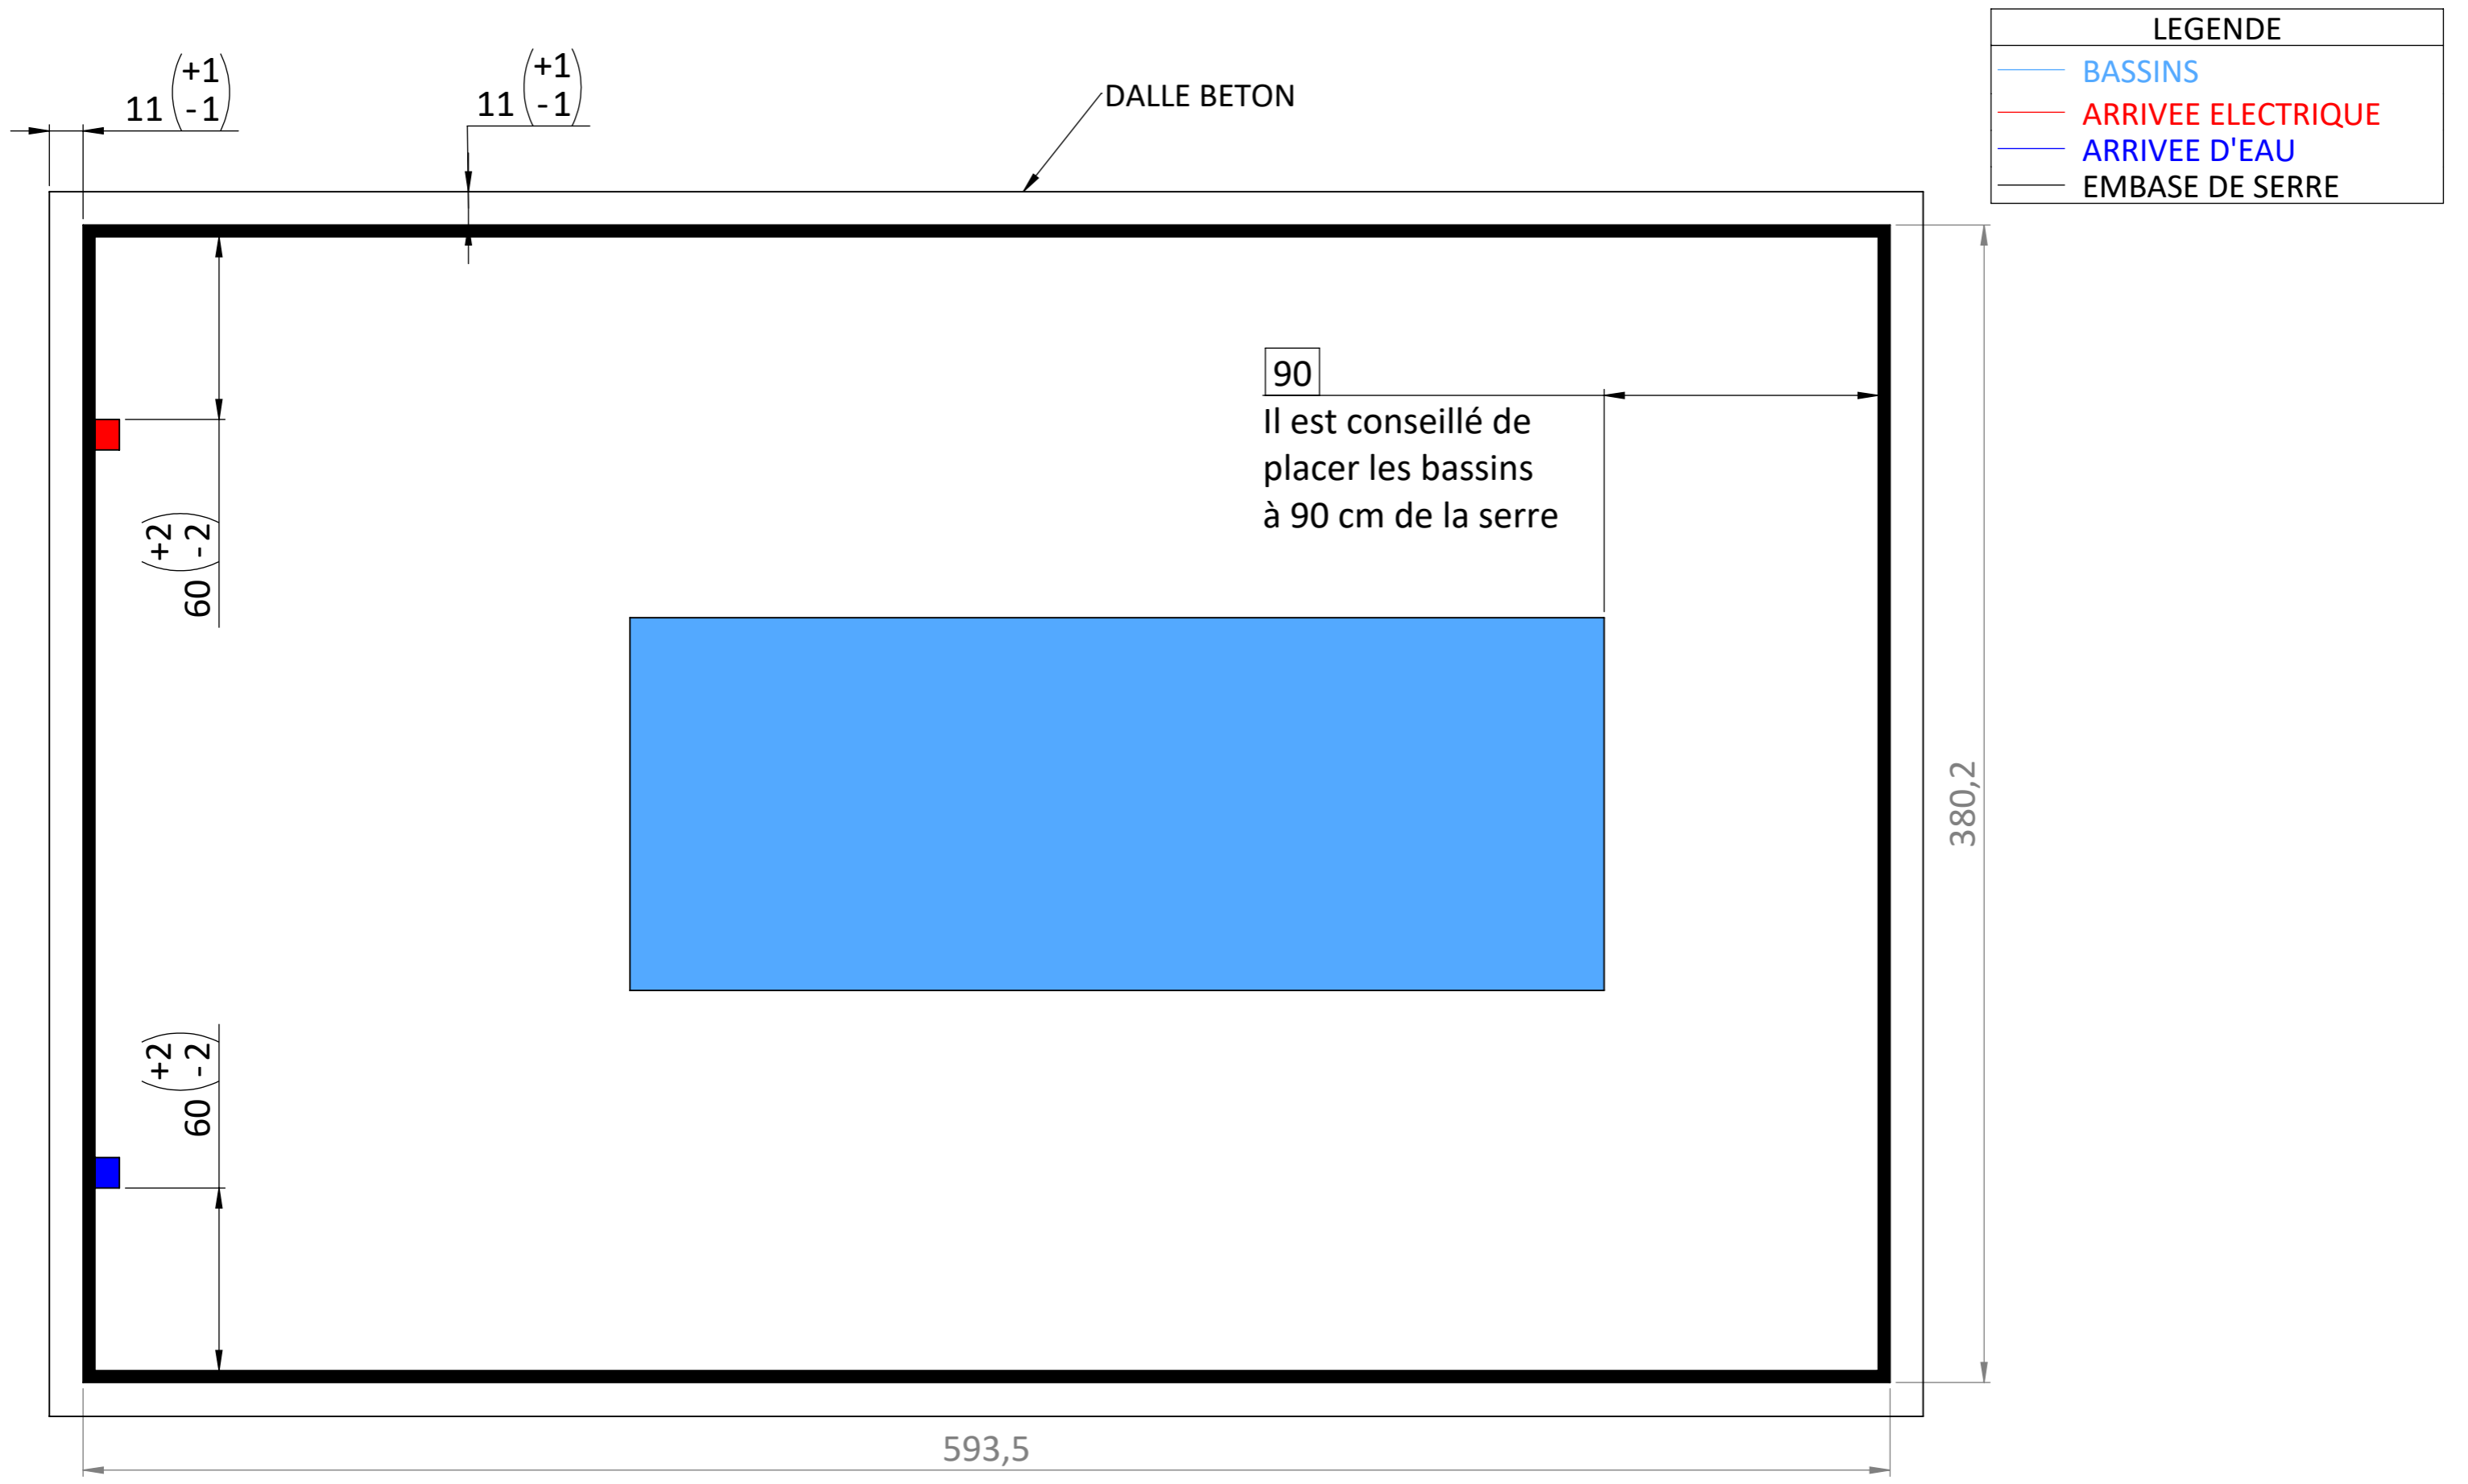 LEGENDE
BASSINS
ARRIVEE ELECTRIQUE
ARRIVEE D'EAU
EMBASE DE SERRE
11 (+1 -1)
11 (+1 -1)
DALLE BETON
90
Il est conseillé de
placer les bassins
à 90 cm de la serre
60 (+2 -2)
60 (+2 -2)
380,2
593,5